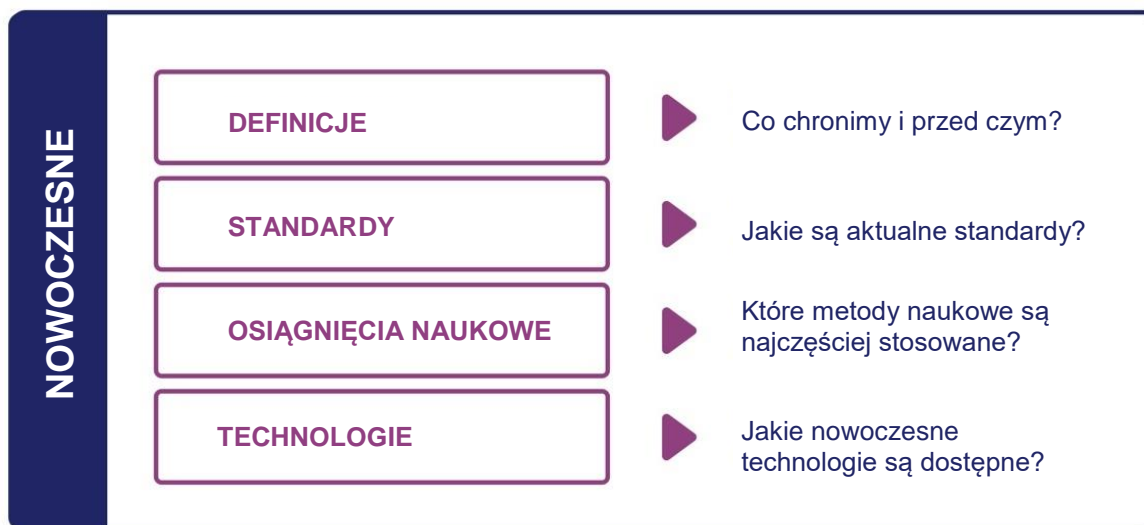 NOWOCZESNE
DEFINICJE
Co chronimy i przed czym?
STANDARDY
Jakie są aktualne standardy?
OSIĄGNIĘCIA NAUKOWE
Które metody naukowe są
najczęściej stosowane?
TECHNOLOGIE
Jakie nowoczesne
technologie są dostępne?